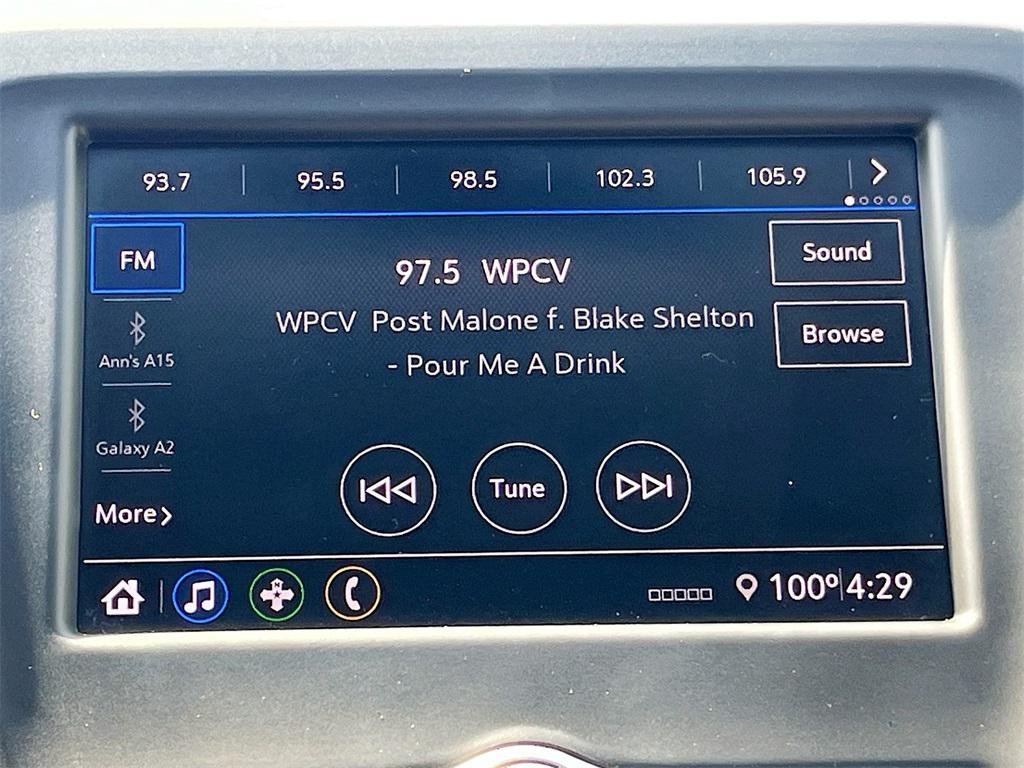 93.7 95.5 98.5 102.3 105.9
FM
97.5 WPCV
Sound
WPCV Post Malone f. Blake Shelton
- Pour Me A Drink
Browse
Ann's A15
Galaxy A2
More
Tune
N
100° 4:29